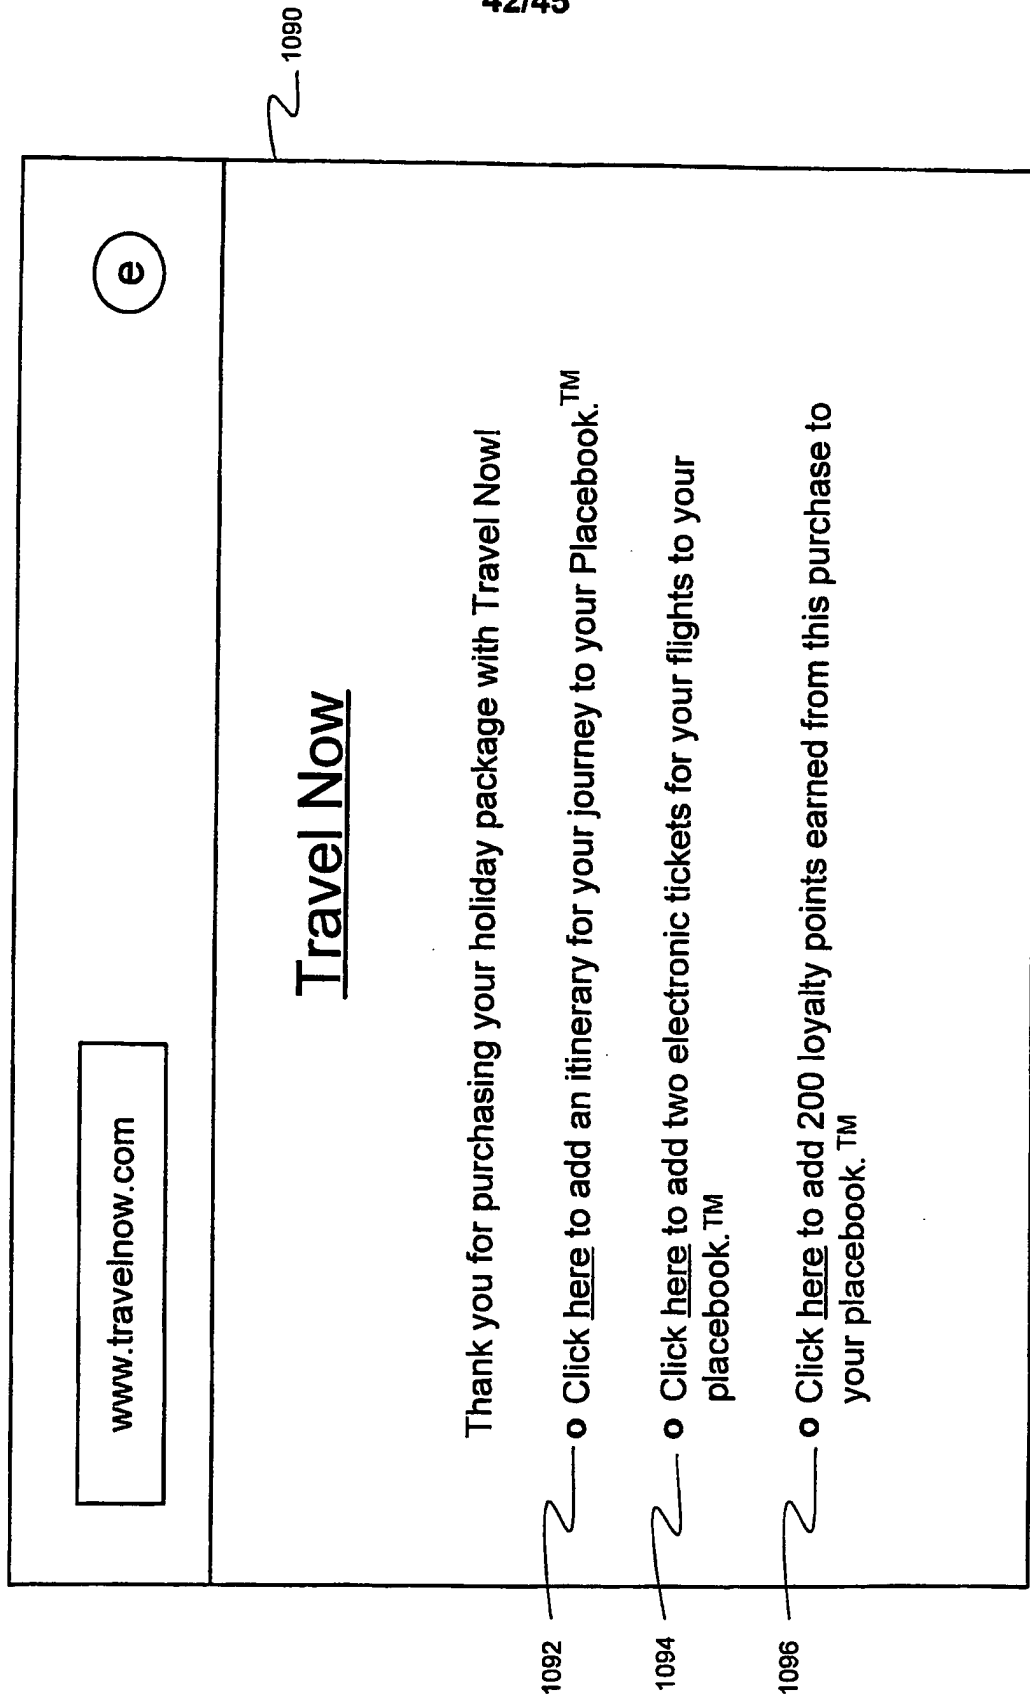 42/45
1090
www.travelnow.com
e
Travel Now
Thank you for purchasing your holiday package with Travel Now!
1092
o Click here to add an itinerary for your journey to your Placebook.™
1094
o Click here to add two electronic tickets for your flights to your
placebook.™
1096
o Click here to add 200 loyalty points earned from this purchase to
your placebook.™